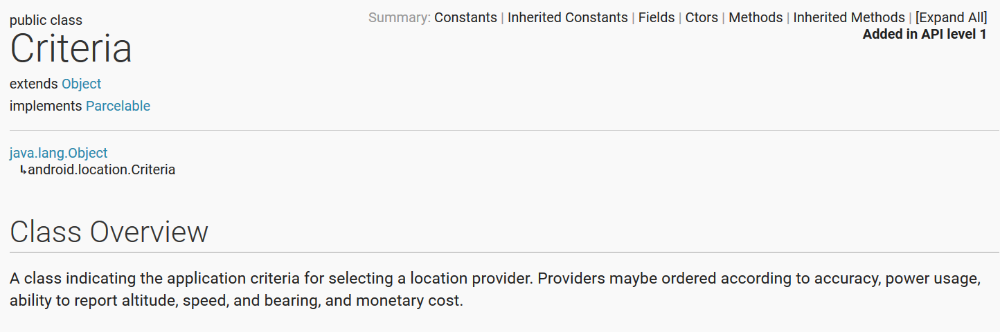 public class
Summary: Constants | Inherited Constants | Fields | Ctors | Methods | Inherited Methods | [Expand All]
Criteria
Added in API level 1
extends Object
implements Parcelable
java.lang.Object
↳android.location.Criteria
Class Overview
A class indicating the application criteria for selecting a location provider. Providers maybe ordered according to accuracy, power usage,
ability to report altitude, speed, and bearing, and monetary cost.